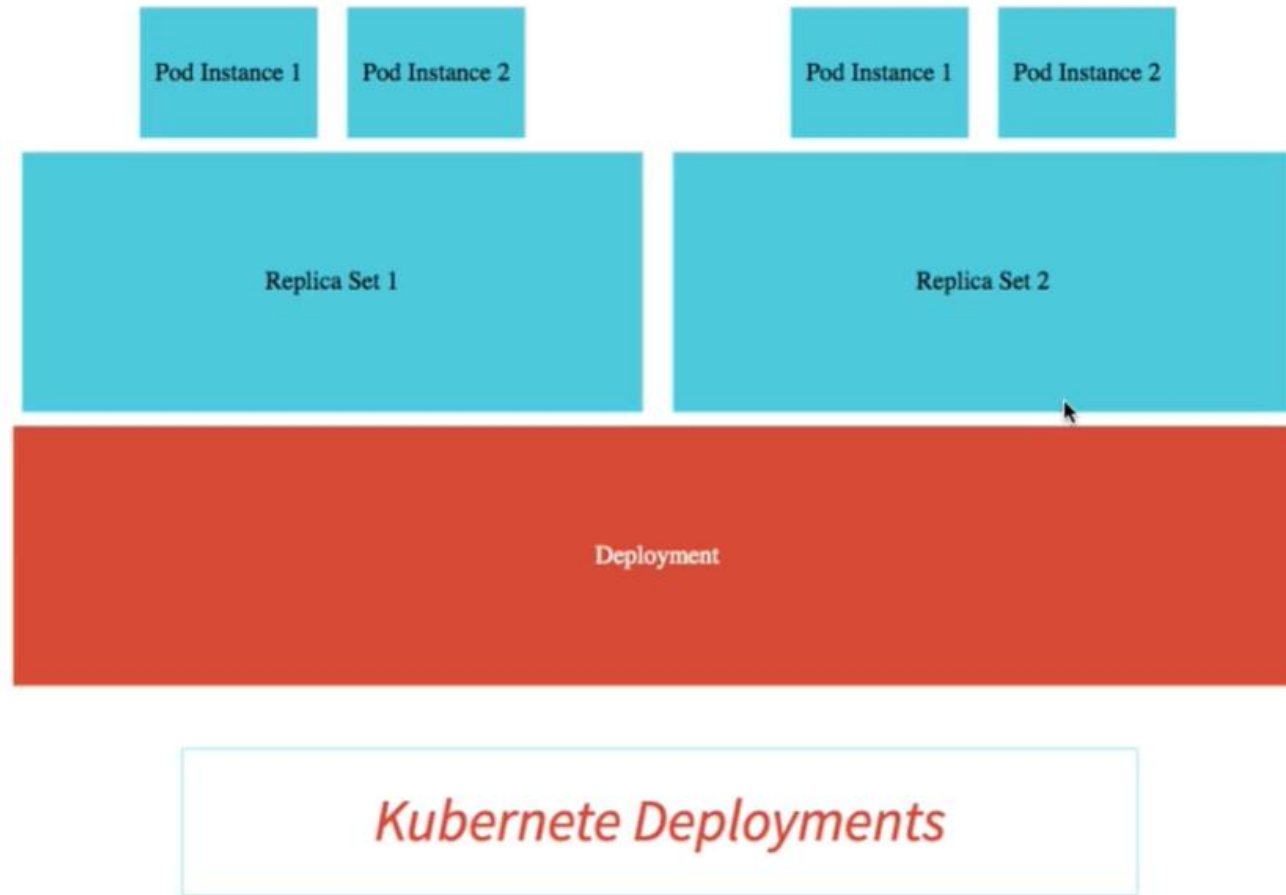 Pod Instance 1
Pod Instance 2
Pod Instance 1
Pod Instance 2
Replica Set 1
Replica Set 2
Deployment
Kubernete Deployments